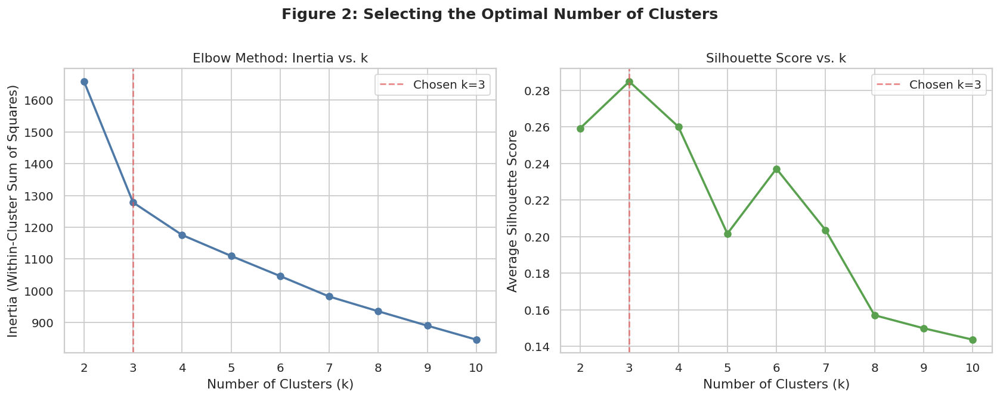 Figure 2: Selecting the Optimal Number of Clusters
Elbow Method: Inertia vs. k
Inertia (Within-Cluster Sum of Squares)
1600
1500
1400
1300
1200
1100
1000
900
Chosen k=3
2 3 4 5 6 7 8 9 10
Number of Clusters (k)
Silhouette Score vs. k
Average Silhouette Score
0.28
0.26
0.24
0.22
0.20
0.18
0.16
0.14
Chosen k=3
2 3 4 5 6 7 8 9 10
Number of Clusters (k)